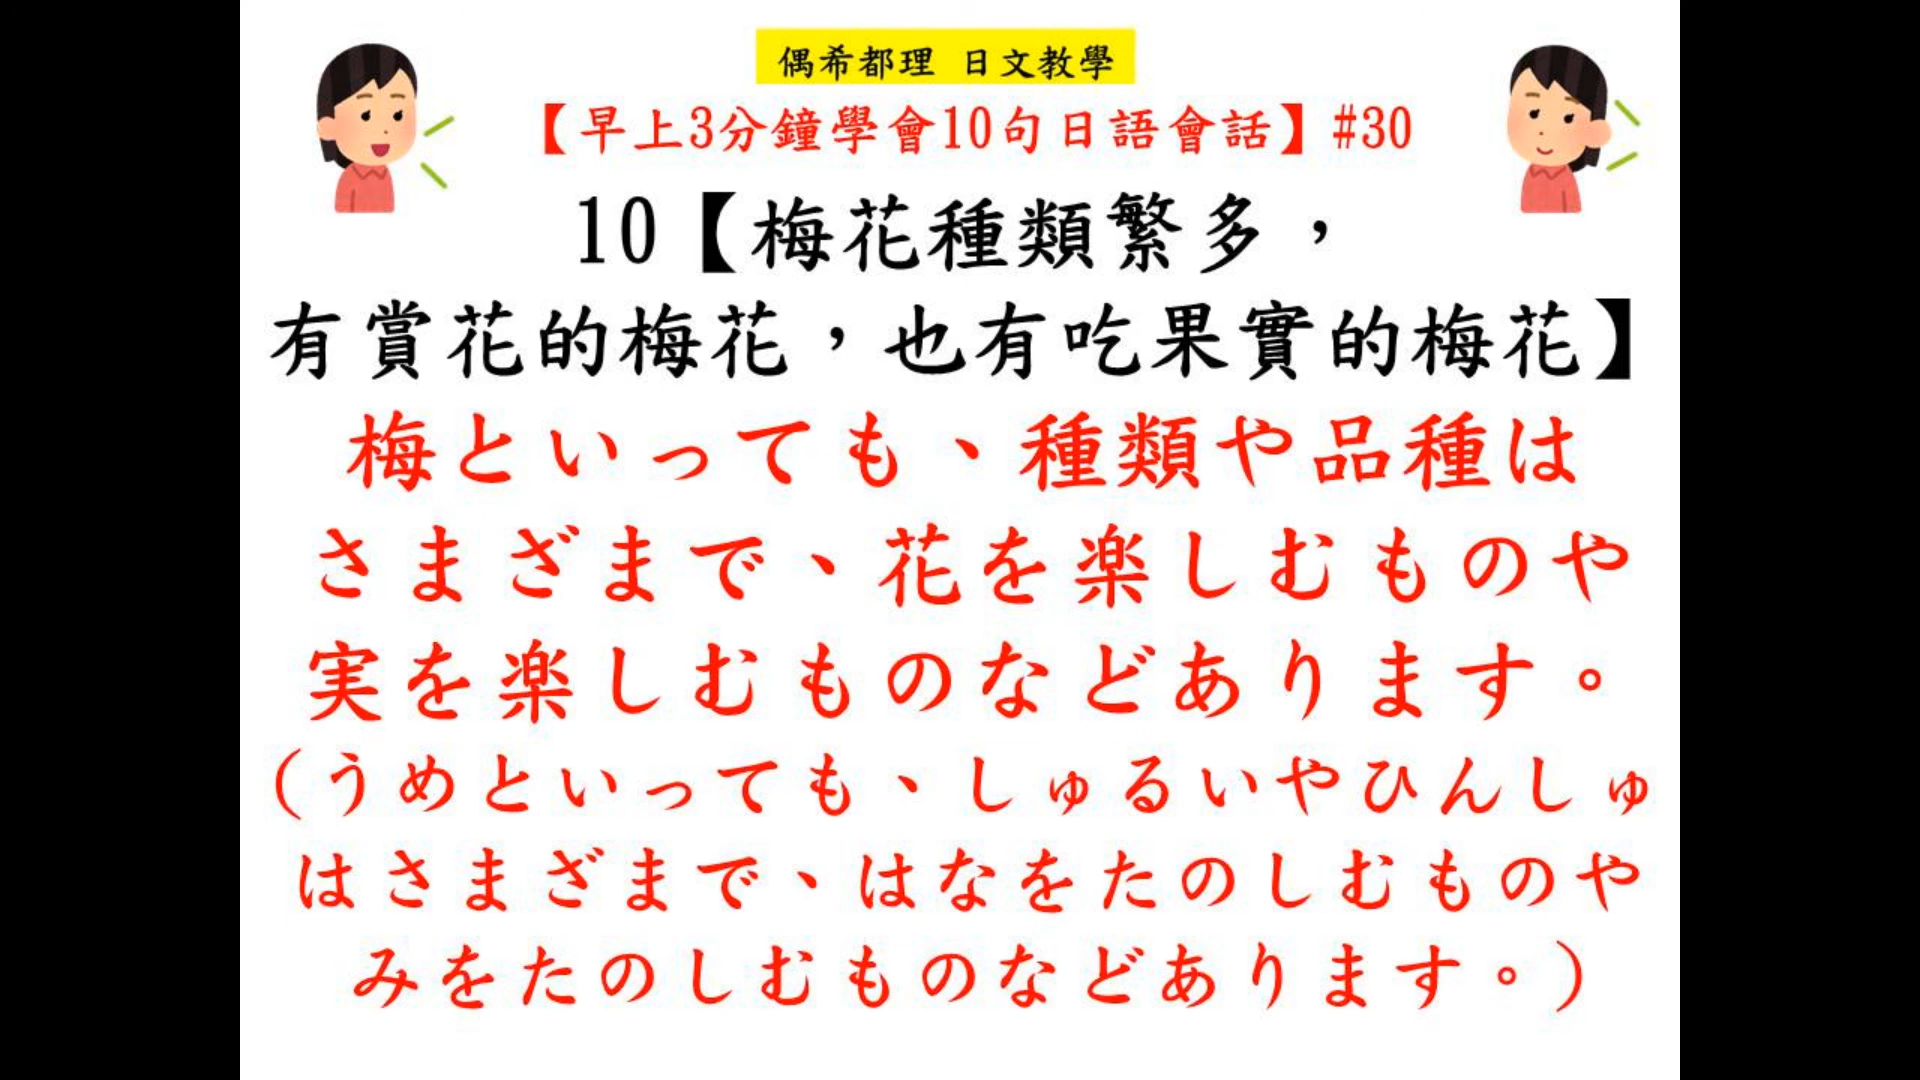 偶希都理 日文教學
【早上3分鐘學會10句日語會話】#30
10【梅花種類繁多，
有賞花的梅花，也有吃果實的梅花】
梅といっても、種類や品種は
さまざまで、花を楽しむものや
実を楽しむものなどあります。
(うめといっても、しゅるいやひんしゅ
はさまざまで、はなをたのしむものや
みをたのしむものなどあります。)